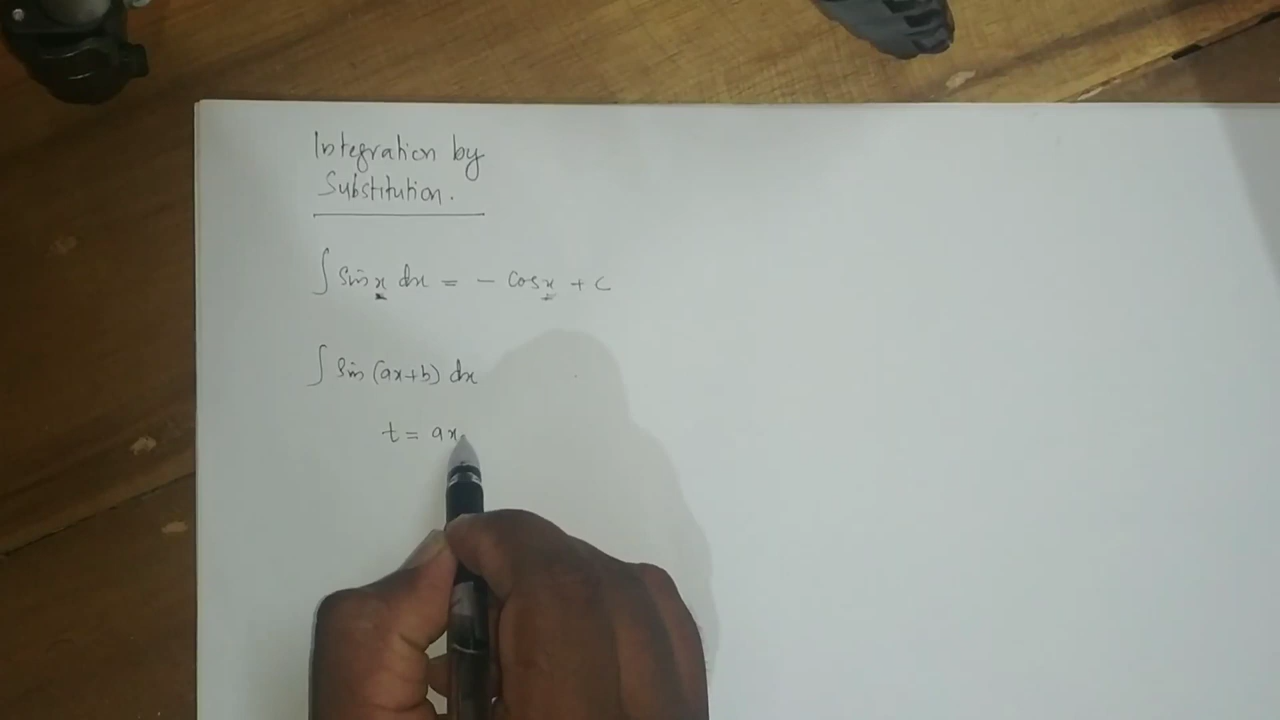 Integration by
Substitution.
∫ sin x dx = - cos x + c
∫ sin (ax+b) dx
t = ax